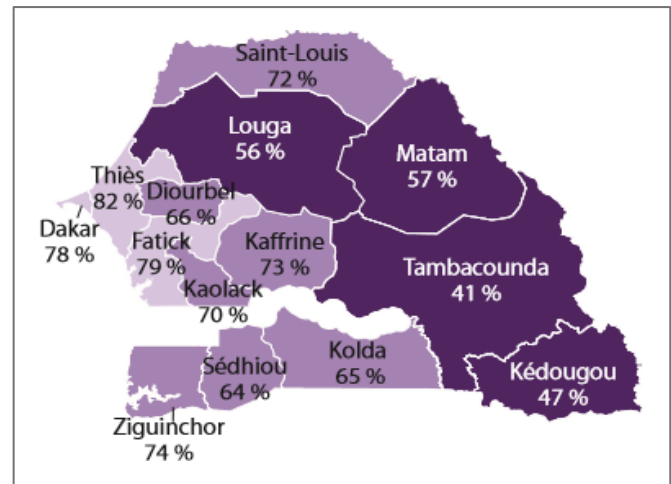 Saint-Louis
72 %
Louga
56 %
Matam
57 %
Thiès
82 %
Diourbel
66 %
Dakar
78 %
Fatick
79 %
Kaffrine
73 %
Tambacounda
41 %
Kaolack
70 %
Kolda
65 %
Sédhiou
64 %
Kédougou
47 %
Ziguinchor
74 %